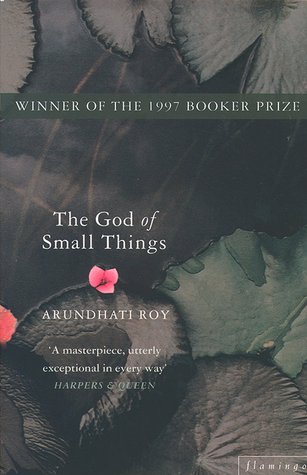 WINNER OF THE 1997 BOOKER PRIZE
The God of
Small Things
ARUNDHATI ROY
‘A masterpiece, utterly
exceptional in every way’
HARPERS & QUEEN
flamingo